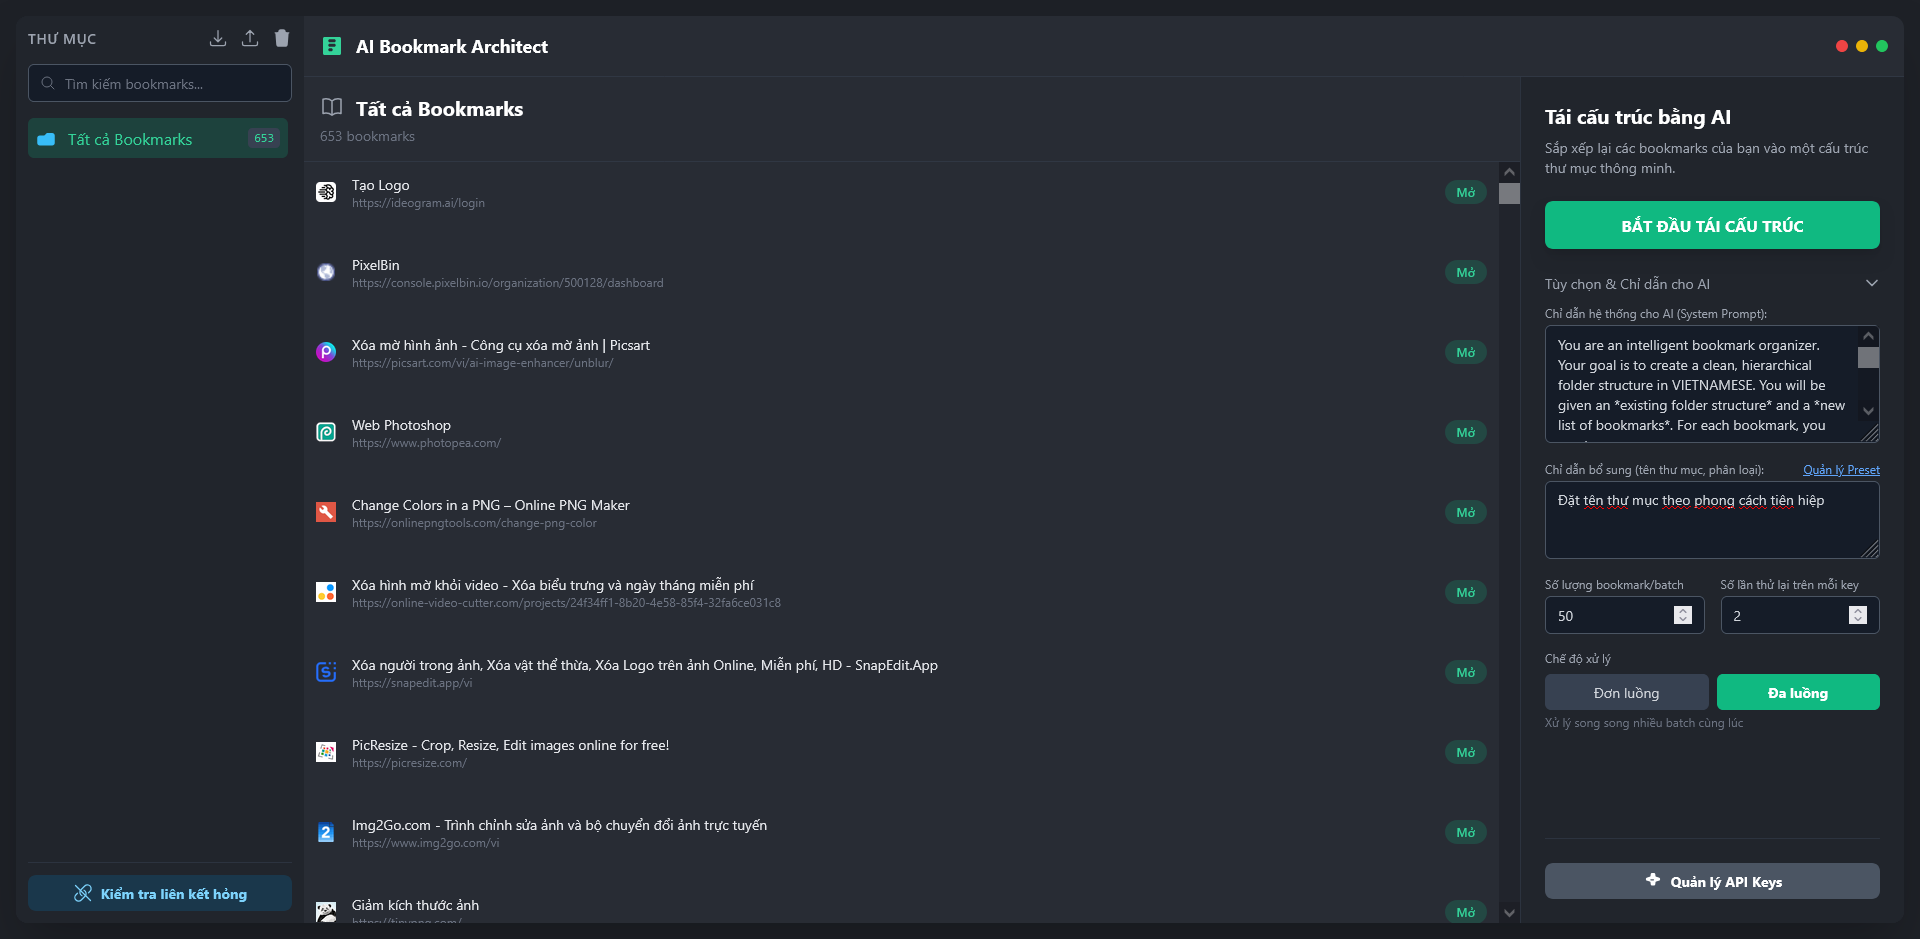 THƯ MỤC
Tìm kiếm bookmarks...
Tất cả Bookmarks 653
Kiểm tra liên kết hỏng
AI Bookmark Architect
Tất cả Bookmarks
653 bookmarks
Tạo Logo
https://ideogram.ai/login
Mở
PixelBin
https://console.pixelbin.io/organization/500128/dashboard
Mở
Xóa mờ hình ảnh - Công cụ xóa mờ ảnh | Picsart
https://picsart.com/vi/ai-image-enhancer/unblur/
Mở
Web Photoshop
https://www.photopea.com/
Mở
Change Colors in a PNG – Online PNG Maker
https://onlinepngtools.com/change-png-color
Mở
Xóa hình mờ khỏi video - Xóa biểu trưng và ngày tháng miễn phí
https://online-video-cutter.com/projects/24f34ff1-8b20-4e58-85f4-32fa6ce031c8
Mở
Xóa người trong ảnh, Xóa vật thể thừa, Xóa Logo trên ảnh Online, Miễn phí, HD - SnapEdit.App
https://snapedit.app/vi
Mở
PicResize - Crop, Resize, Edit images online for free!
https://picresize.com/
Mở
Img2Go.com - Trình chỉnh sửa ảnh và bộ chuyển đổi ảnh trực tuyến
https://www.img2go.com/vi
Mở
Giảm kích thước ảnh
https://tinypng.com/
Mở
Tái cấu trúc bằng AI
Sắp xếp lại các bookmarks của bạn vào một cấu trúc
thư mục thông minh.
BẮT ĐẦU TÁI CẤU TRÚC
Tùy chọn & Chỉ dẫn cho AI
Chỉ dẫn hệ thống cho AI (System Prompt):
You are an intelligent bookmark organizer.
Your goal is to create a clean, hierarchical
folder structure in VIETNAMESE. You will be
given an *existing folder structure* and a *new
list of bookmarks*. For each bookmark, you
Chỉ dẫn bổ sung (tên thư mục, phân loại): Quản lý Preset
Đặt tên thư mục theo phong cách tiên hiệp
Số lượng bookmark/batch Số lần thử lại trên mỗi key
50 2
Chế độ xử lý
Đơn luồng Đa luồng
Xử lý song song nhiều batch cùng lúc
Quản lý API Keys